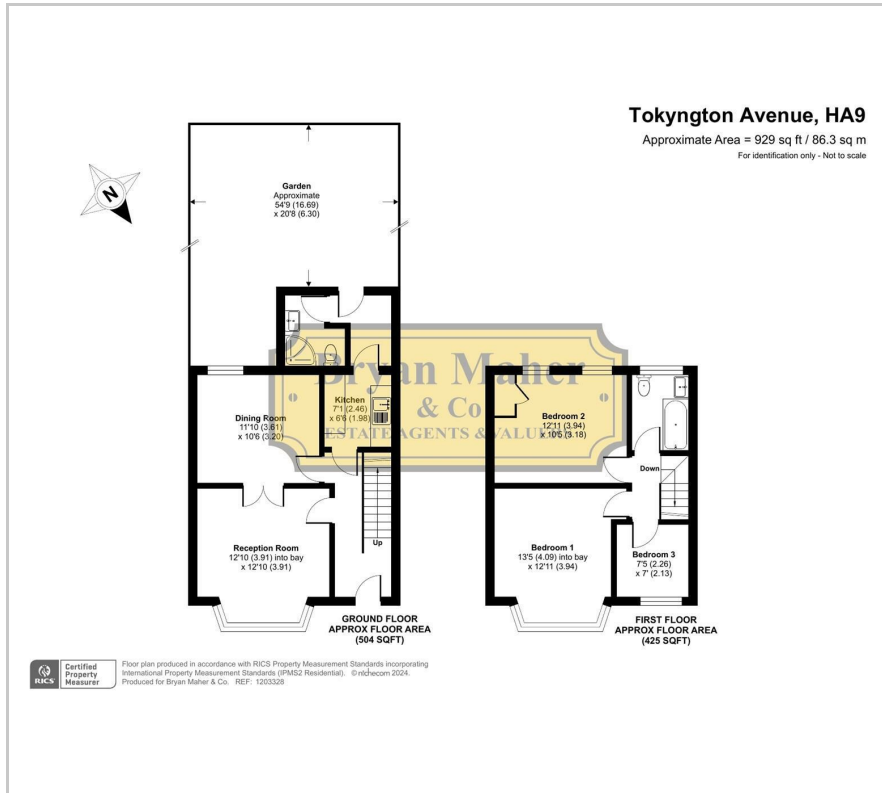 Tokyngton Avenue, HA9
Approximate Area = 929 sq ft / 86.3 sq m
For identification only - Not to scale
N
Garden
Approximate
54'9 (16.69)
x 20'8 (6.30)
Bryan Maher
& Co
ESTATE AGENTS &
Kitchen
7'1 (2.46)
x 6'6 (1.98)
Dining Room
11'10 (3.61)
x 10'6 (3.20)
Reception Room
12'10 (3.91) into bay
x 12'10 (3.91)
Up
GROUND FLOOR
APPROX FLOOR AREA
(504 SQFT)
Bedroom 2
12'11 (3.94)
x 10'5 (3.18)
Down
Bedroom 1
13'5 (4.09) into bay
x 12'11 (3.94)
Bedroom 3
7'5 (2.26)
x 7' (2.13)
FIRST FLOOR
APPROX FLOOR AREA
(425 SQFT)
RICS
Certified
Property
Measurer
Floor plan produced in accordance with RICS Property Measurement Standards incorporating
International Property Measurement Standards (IPMS2 Residential). © ntchecom 2024.
Produced for Bryan Maher & Co. REF: 1203328